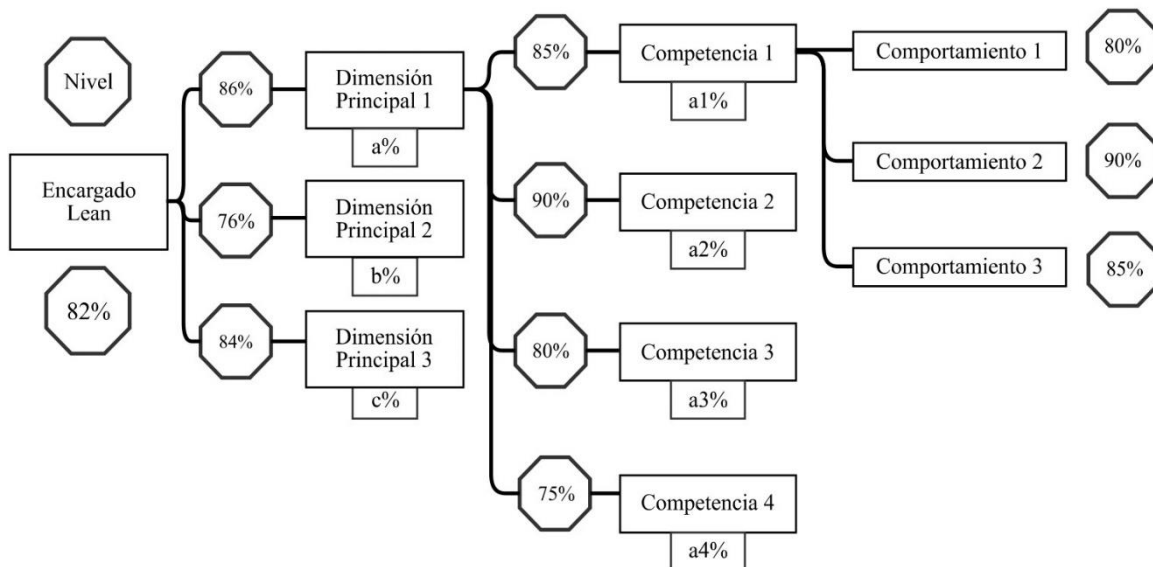 Nivel
Encargado
Lean
82%
86%
Dimensión
Principal 1
a%
76%
Dimensión
Principal 2
b%
84%
Dimensión
Principal 3
c%
85%
Competencia 1
a1%
90%
Competencia 2
a2%
80%
Competencia 3
a3%
75%
Competencia 4
a4%
Comportamiento 1
80%
Comportamiento 2
90%
Comportamiento 3
85%